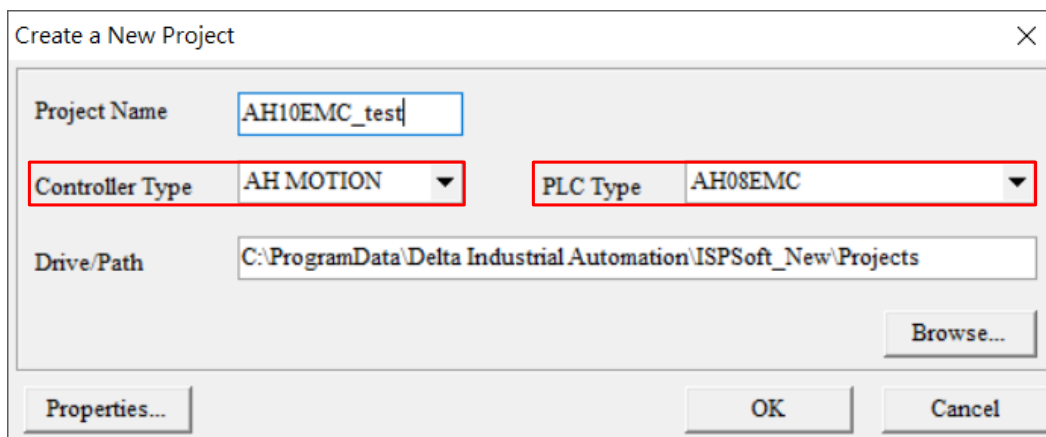 Create a New Project
Project Name AH10EMC_test
Controller Type AH MOTION PLC Type AH08EMC
Drive/Path C:\ProgramData\Delta Industrial Automation\ISPSoft_New\Projects
Browse...
Properties... OK Cancel